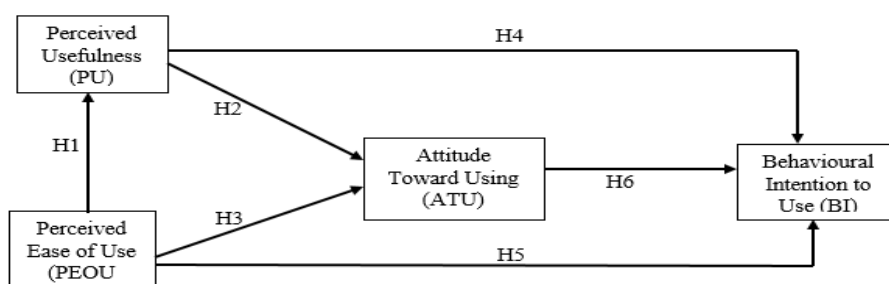 Perceived
Usefulness
(PU)
H4
H2
H1
Attitude
Toward Using
(ATU)
H6
Behavioural
Intention to
Use (BI)
H3
Perceived
Ease of Use
(PEOU
H5